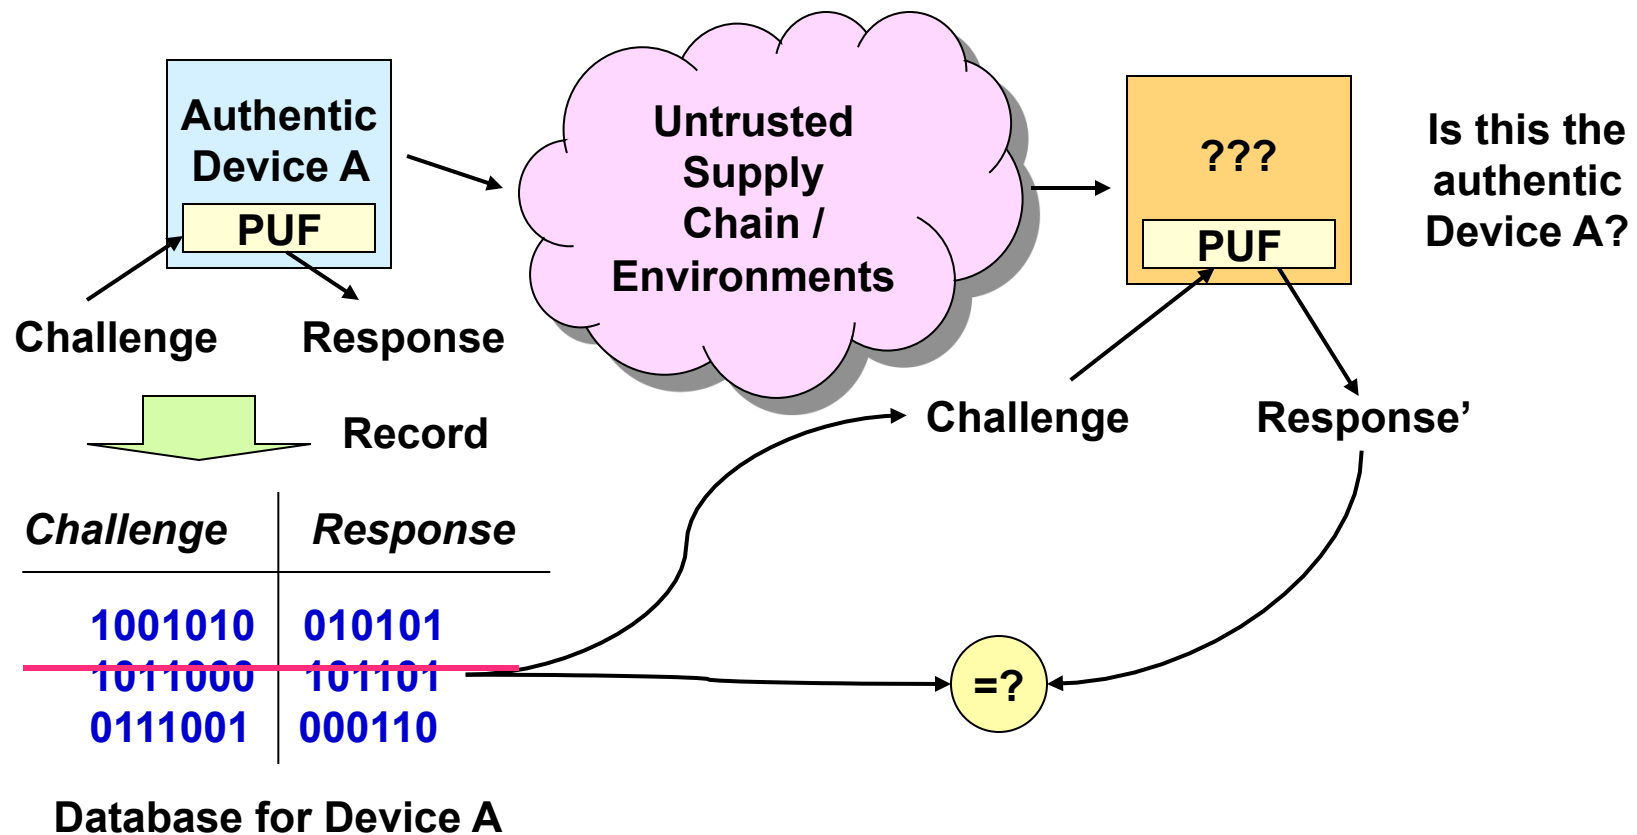 Authentic
Device A
PUF
Challenge
Response
Untrusted
Supply
Chain /
Environments
???
PUF
Is this the
authentic
Device A?
Challenge
Response’
Record
Challenge Response
1001010 010101
1011000 101101
0111001 000110
=?
Database for Device A